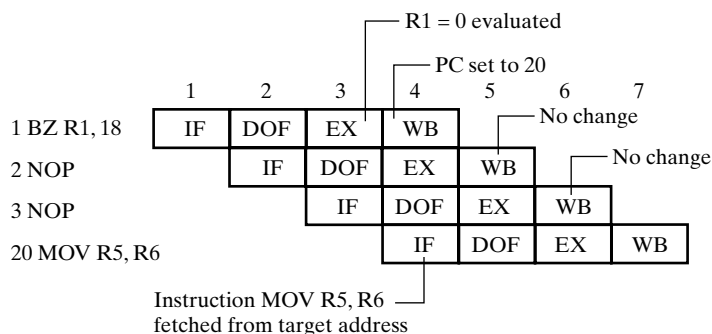 R1 = 0 evaluated
PC set to 20
1 2 3 4 5 6 7
No change
1 BZ R1, 18 IF DOF EX WB
No change
2 NOP IF DOF EX WB
3 NOP IF DOF EX WB
20 MOV R5, R6 IF DOF EX WB
Instruction MOV R5, R6
fetched from target address